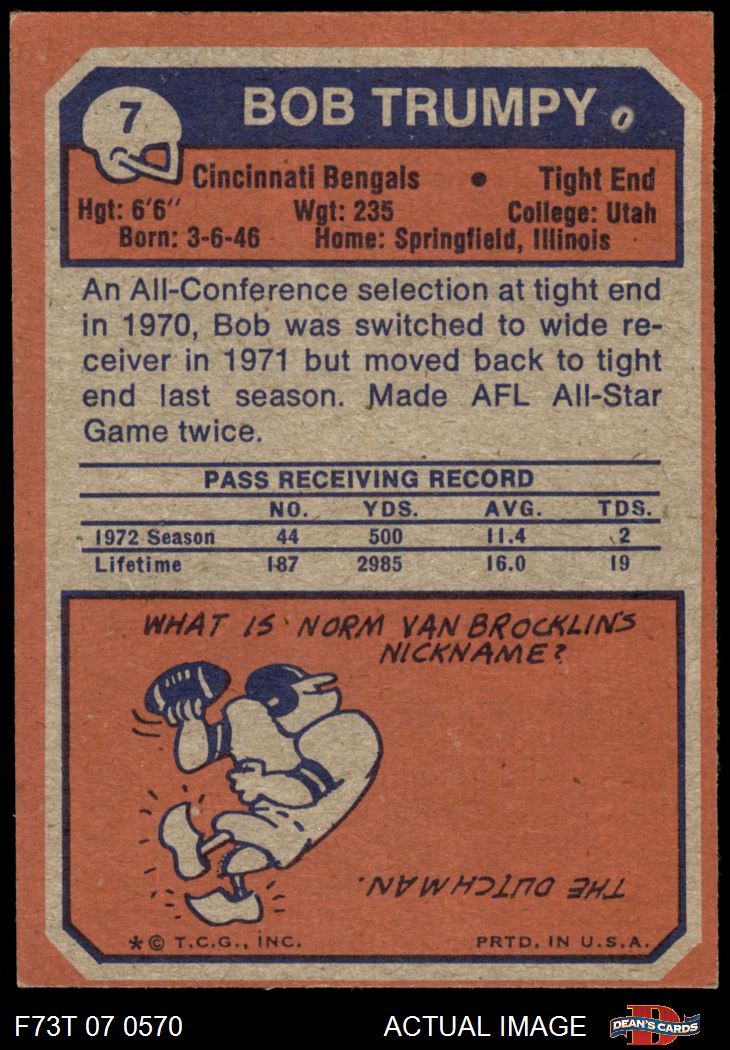 7
BOB TRUMPY
Cincinnati Bengals • Tight End
Hgt: 6'6'' Wgt: 235 College: Utah
Born: 3-6-46 Home: Springfield, Illinois
An All-Conference selection at tight end
in 1970, Bob was switched to wide re-
ceiver in 1971 but moved back to tight
end last season. Made AFL All-Star
Game twice.
PASS RECEIVING RECORD
NO. YDS. AVG. TDS.
1972 Season 44 500 11.4 2
Lifetime 187 2985 16.0 19
WHAT IS NORM VAN BROCKLIN'S
NICKNAME?
THE DUTCHMAN.
*© T.C.G., INC. PRTD. IN U.S.A.
F73T 07 0570 ACTUAL IMAGE DEAN'S CARDS